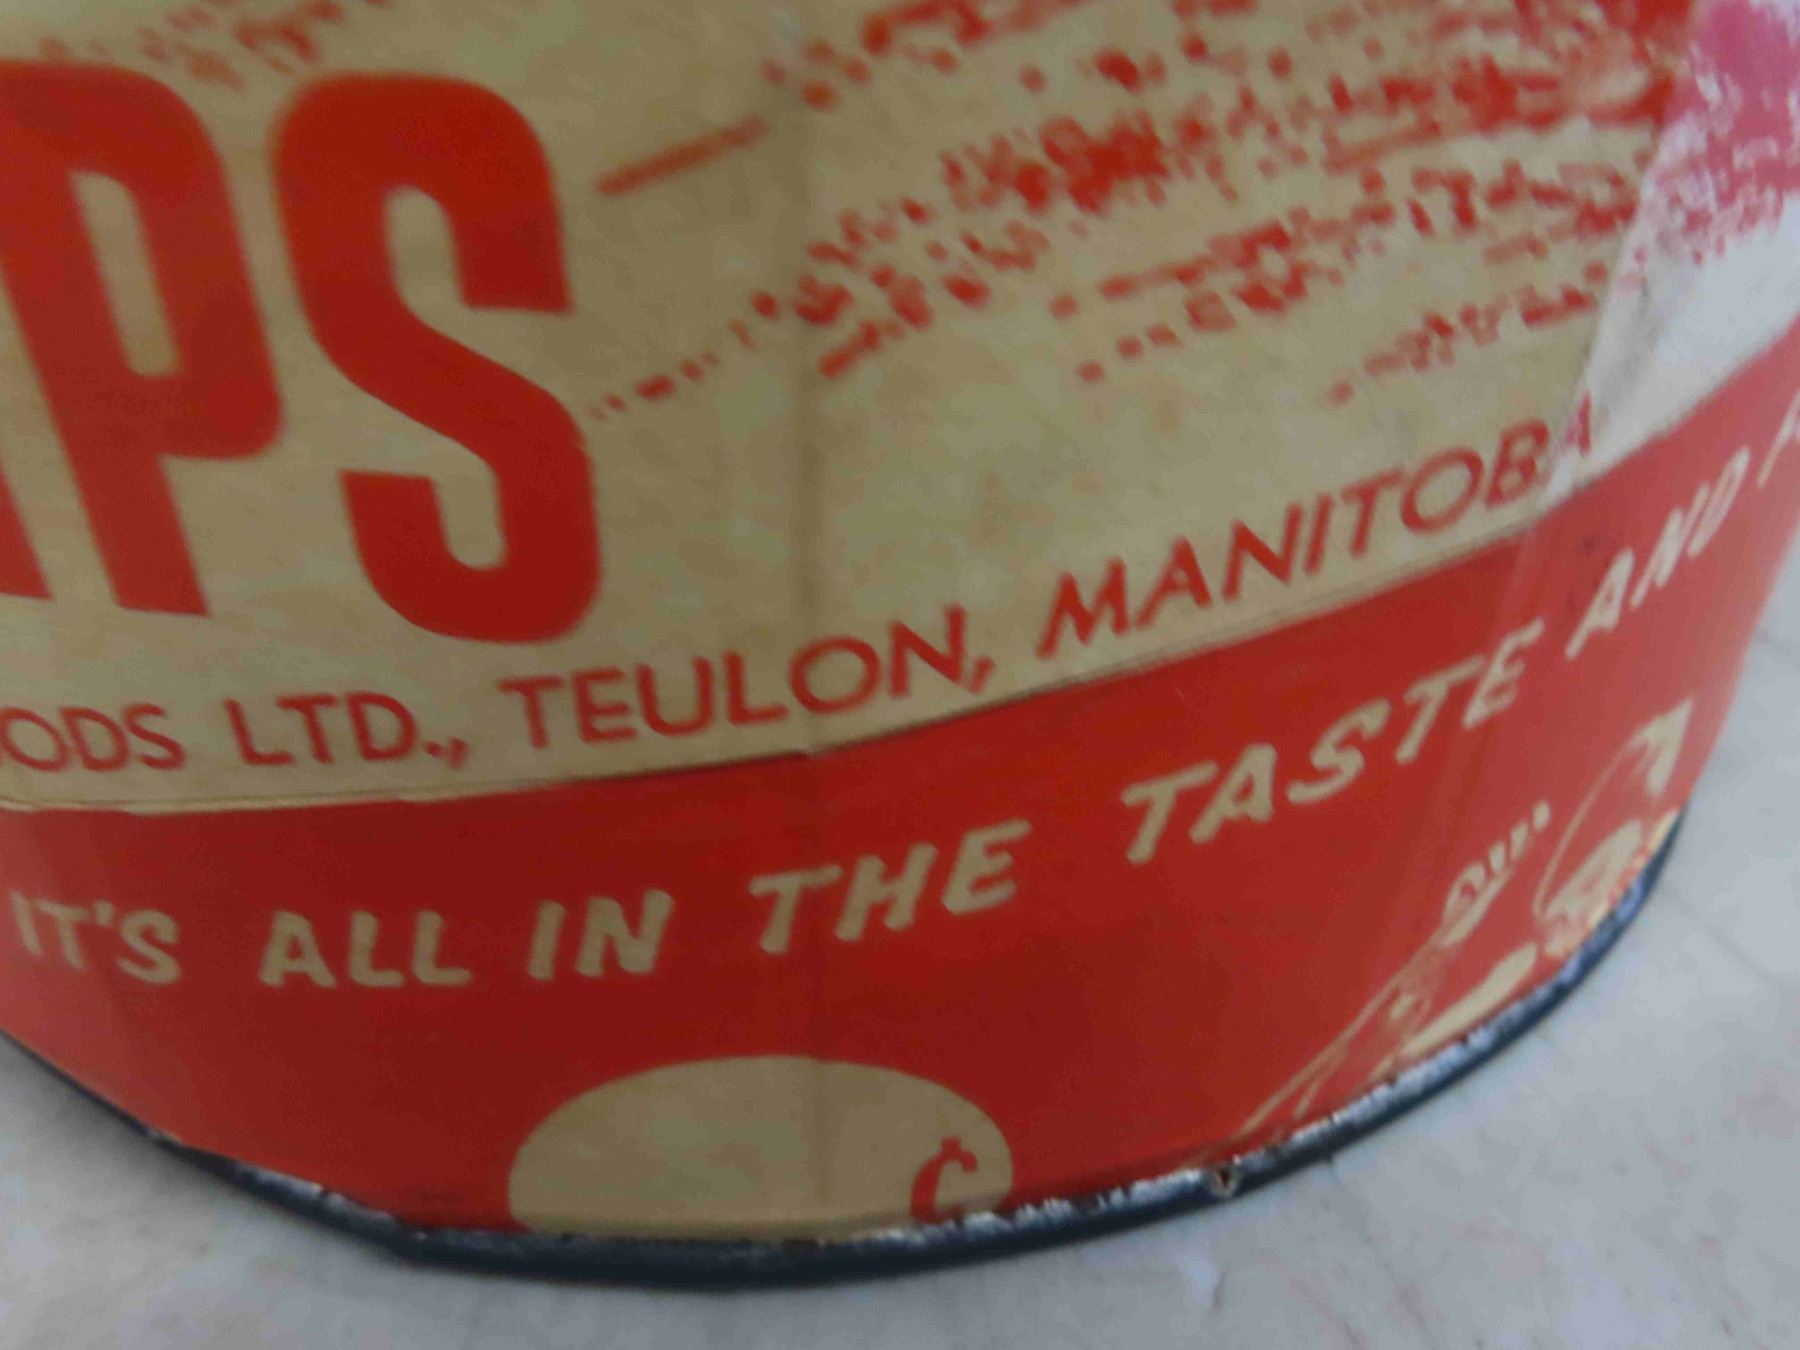 PS
ODS LTD., TEULON, MANITOBA
IT'S ALL IN THE TASTE AND
¢